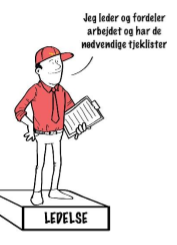 Jeg leder og fordeler
arbejdet og har de
nødvendige tjeklister
LEDELSE